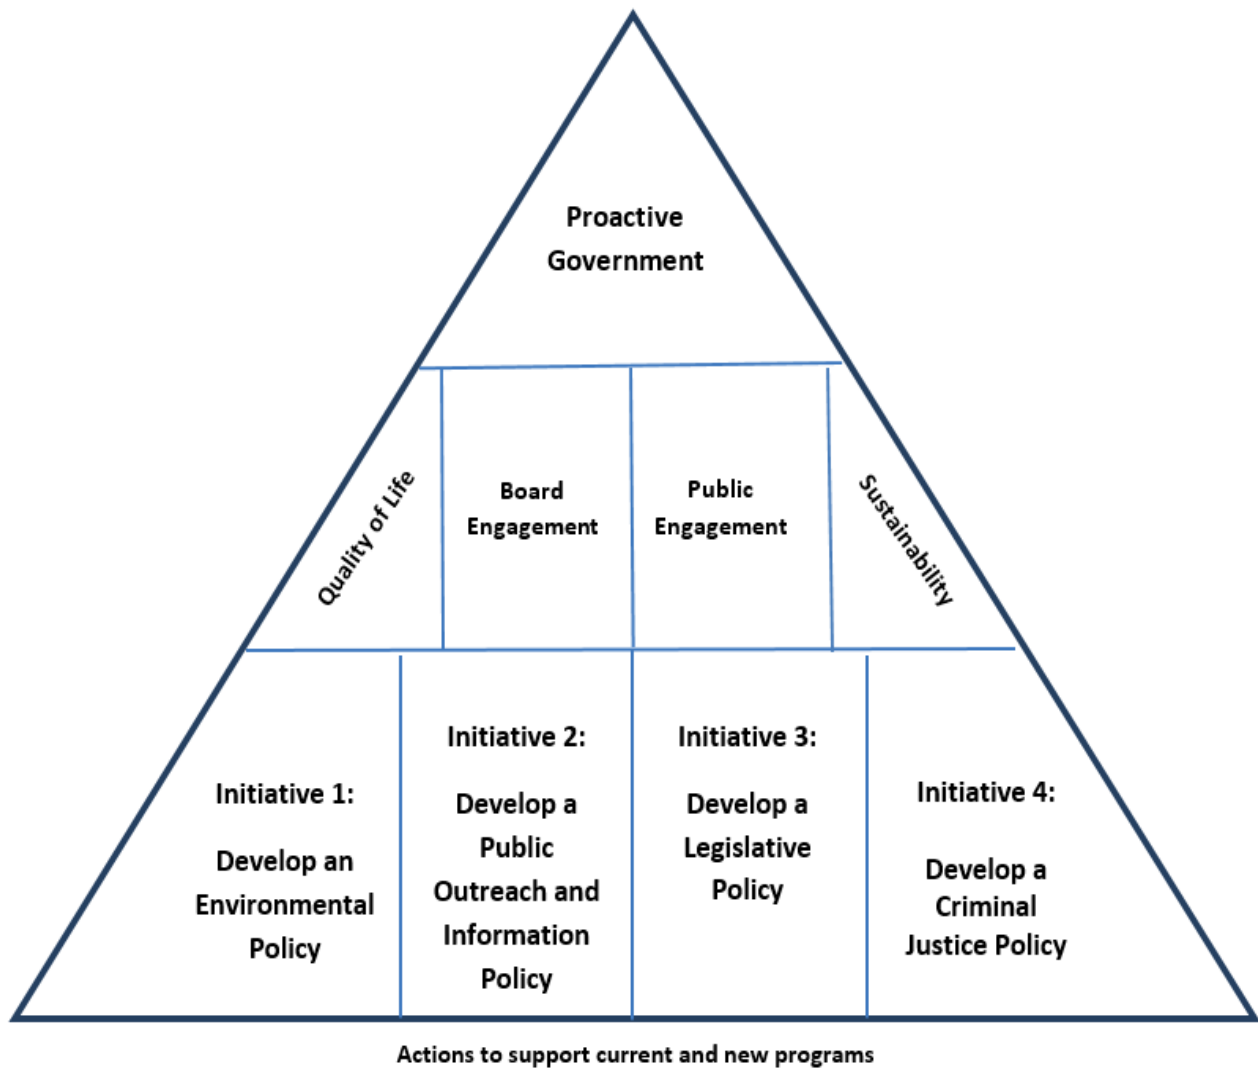 Proactive
Government
Quality of Life
Board
Engagement
Public
Engagement
Sustainability
Initiative 1:
Develop an
Environmental
Policy
Initiative 2:
Develop a
Public
Outreach and
Information
Policy
Initiative 3:
Develop a
Legislative
Policy
Initiative 4:
Develop a
Criminal
Justice Policy
Actions to support current and new programs